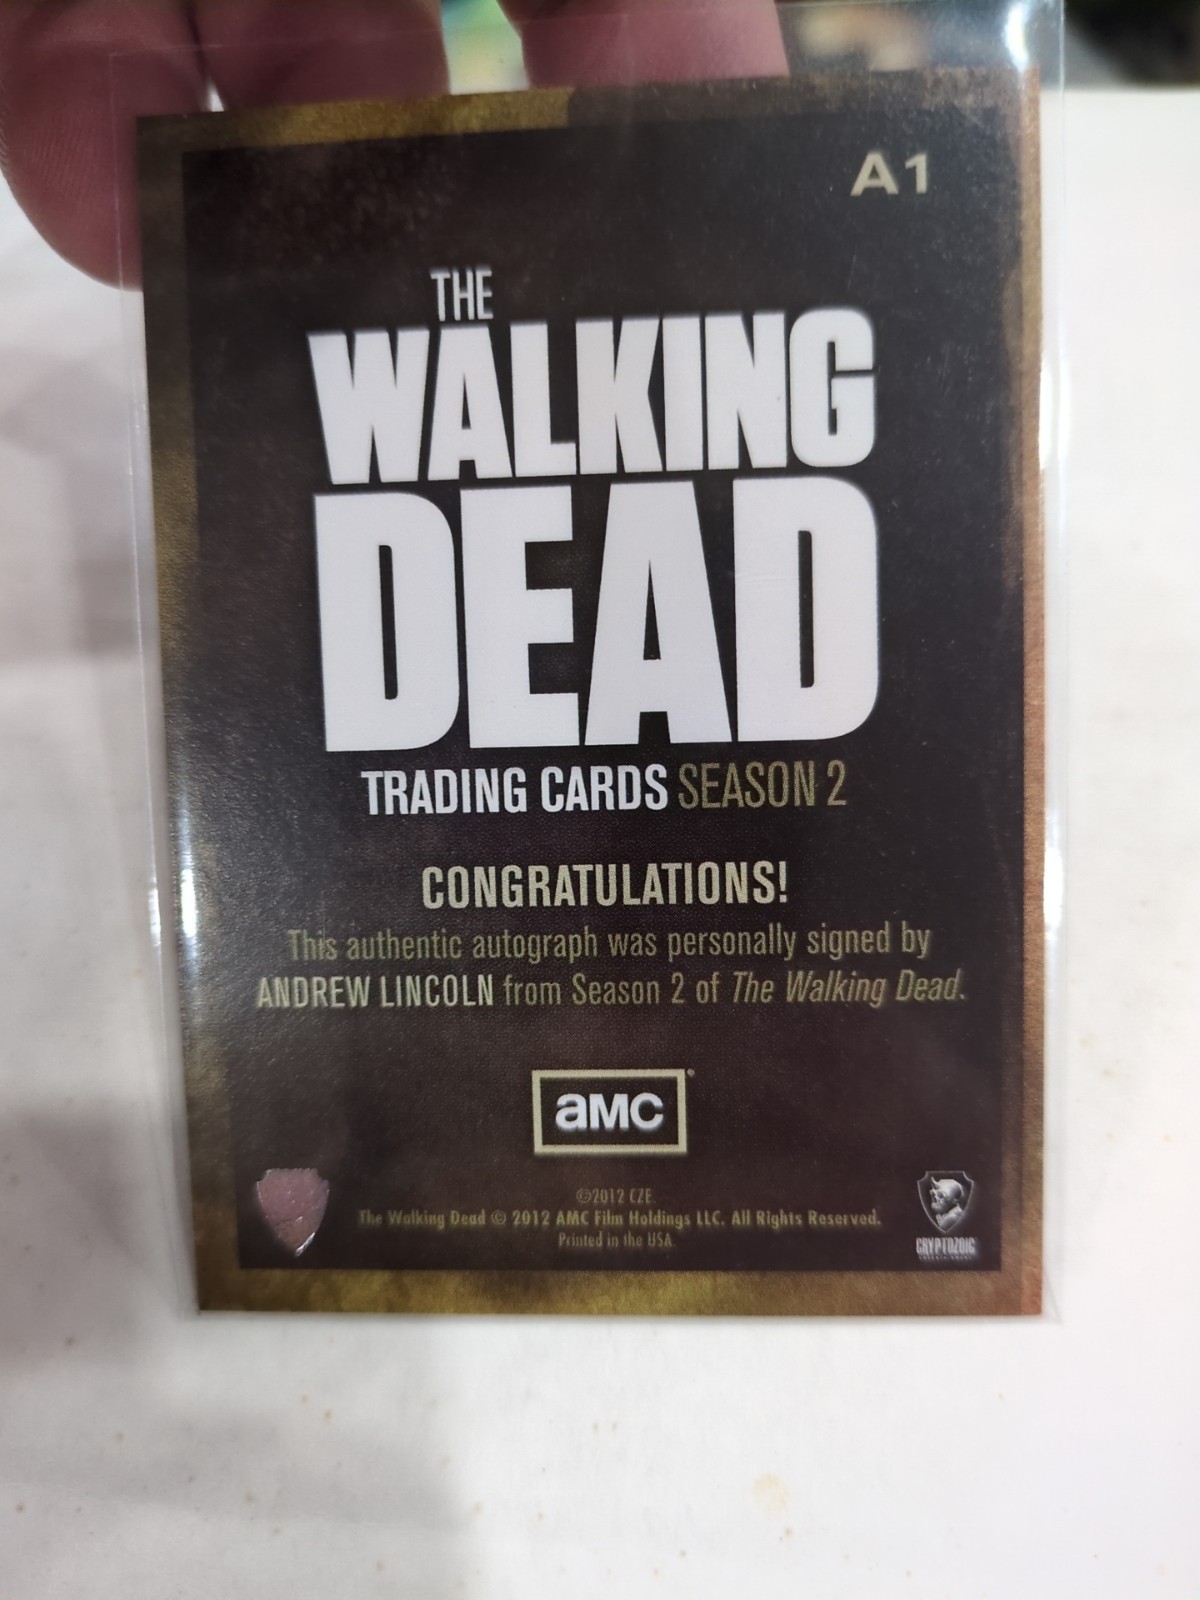 A1
THE
WALKING
DEAD
TRADING CARDS SEASON 2
CONGRATULATIONS!
This authentic autograph was personally signed by
ANDREW LINCOLN from Season 2 of The Walking Dead.
aMC
©2012 CZE.
The Walking Dead © 2012 AMC Film Holdings LLC. All Rights Reserved.
Printed in the USA.
CRYPTOZOIC
ENTERTAINMENT